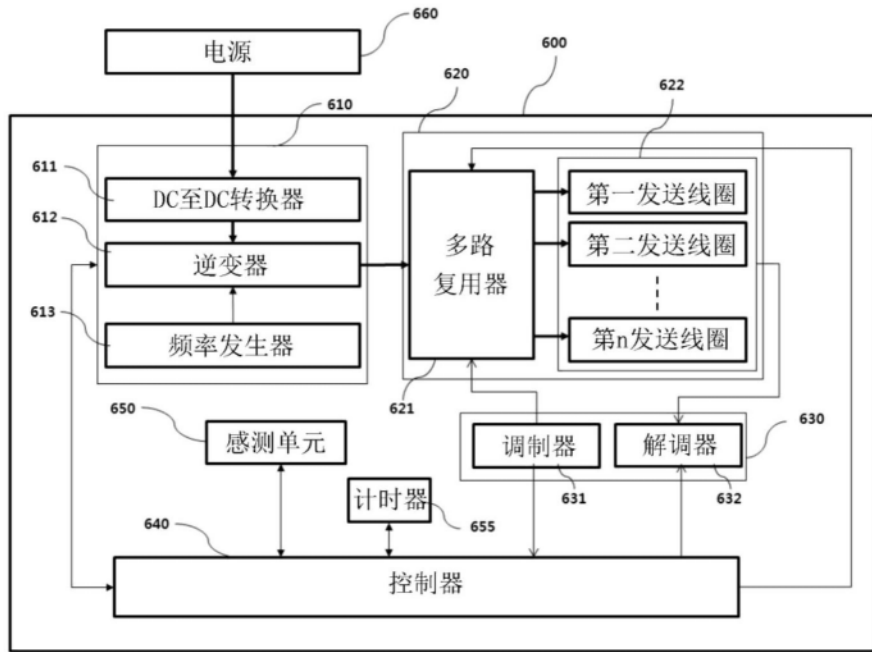 660
电源
600
610
620
622
611
DC至DC转换器
第一发送线圈
612
逆变器
多路
复用器
第二发送线圈
613
频率发生器
第n发送线圈
621
650
感测单元
调制器
解调器
630
631
632
计时器
655
640
控制器